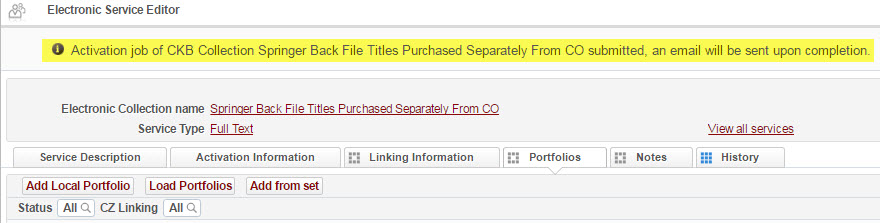 Electronic Service Editor
Activation job of CKB Collection Springer Back File Titles Purchased Separately From CO submitted, an email will be sent upon completion.
Electronic Collection name Springer Back File Titles Purchased Separately From CO
Service Type Full Text View all services
Service Description Activation Information Linking Information Portfolios Notes History
Add Local Portfolio Load Portfolios Add from set
Status All CZ Linking All